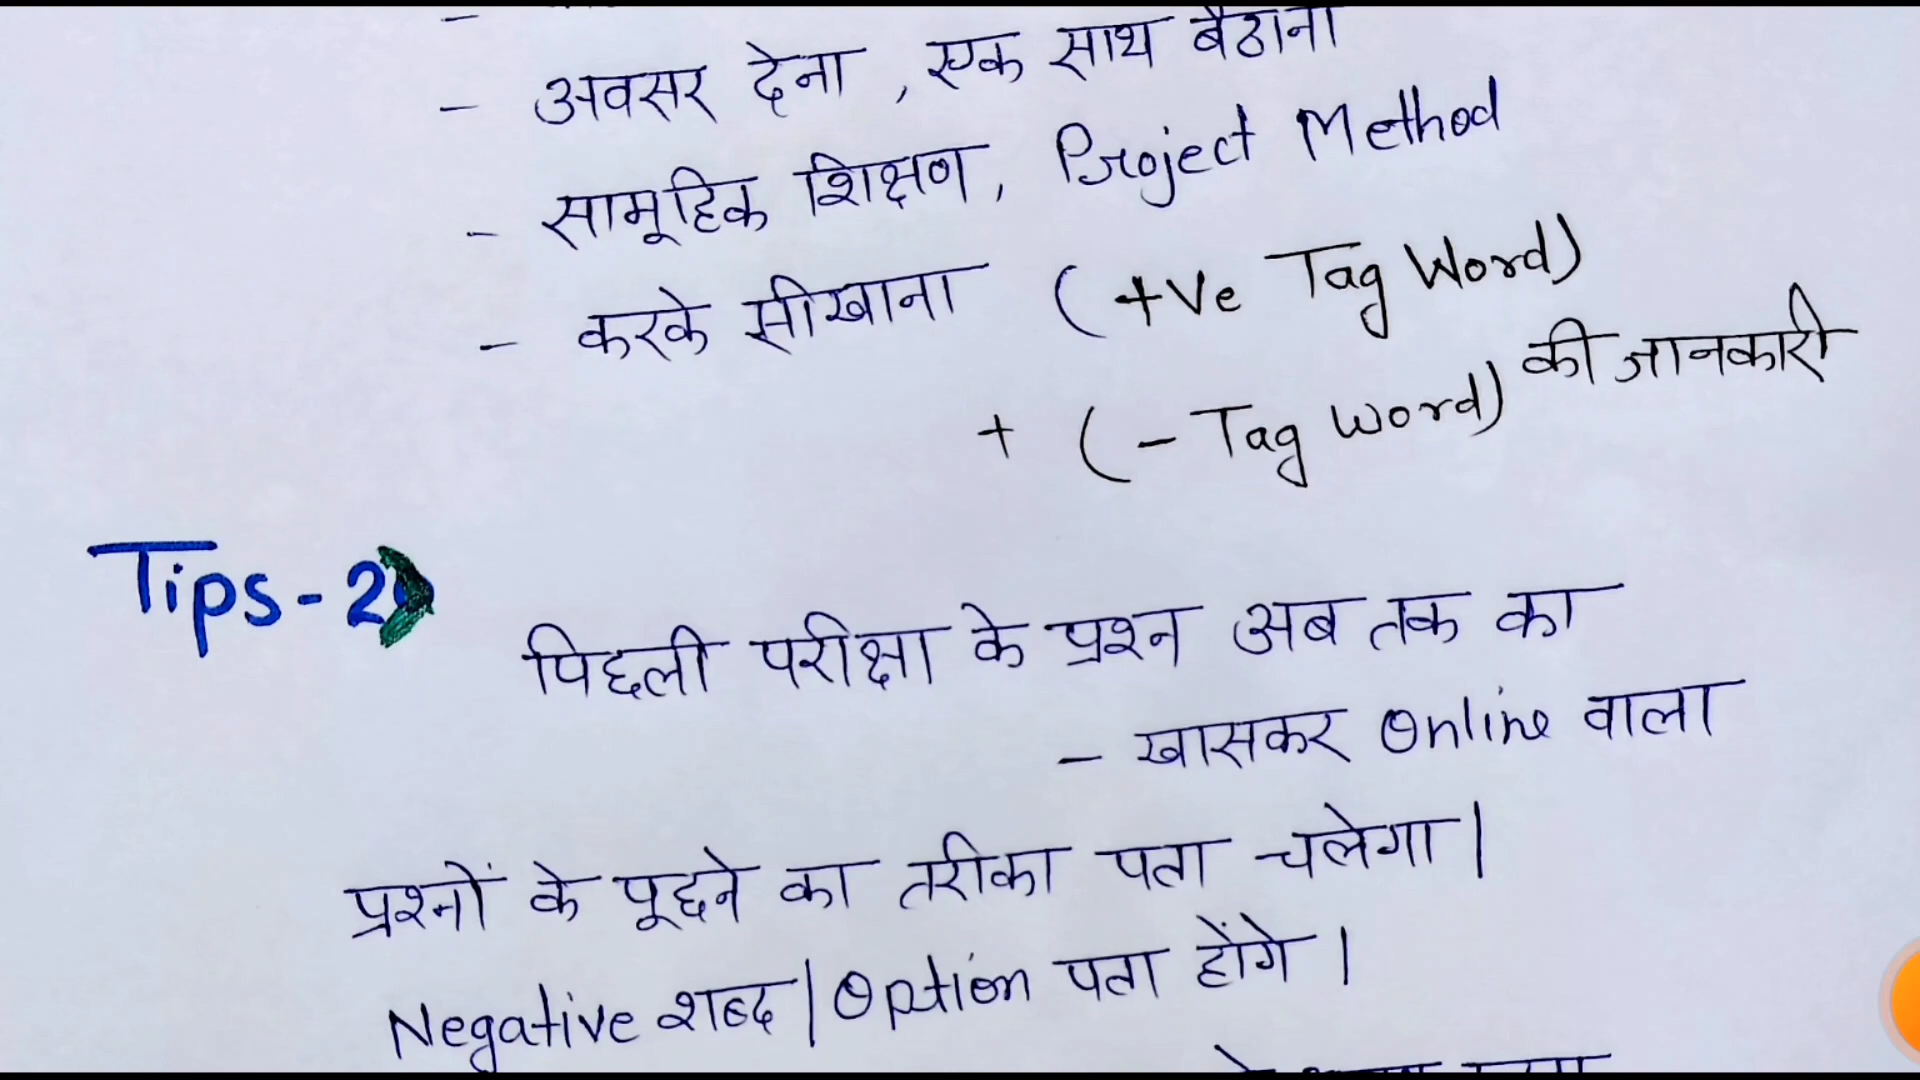 - अवसर देना, एक साथ बैठाना
- सामूहिक शिक्षण, Project Method
- करके सीखाना (+Ve Tag Word)
+ (- Tag Word) की जानकारी
Tips-2
पिछली परीक्षा के प्रश्न अब तक का
- खासकर Online वाला
प्रश्नों के पूछने का तरीका पता चलेगा।
Negative शब्द | Option पता होंगे।